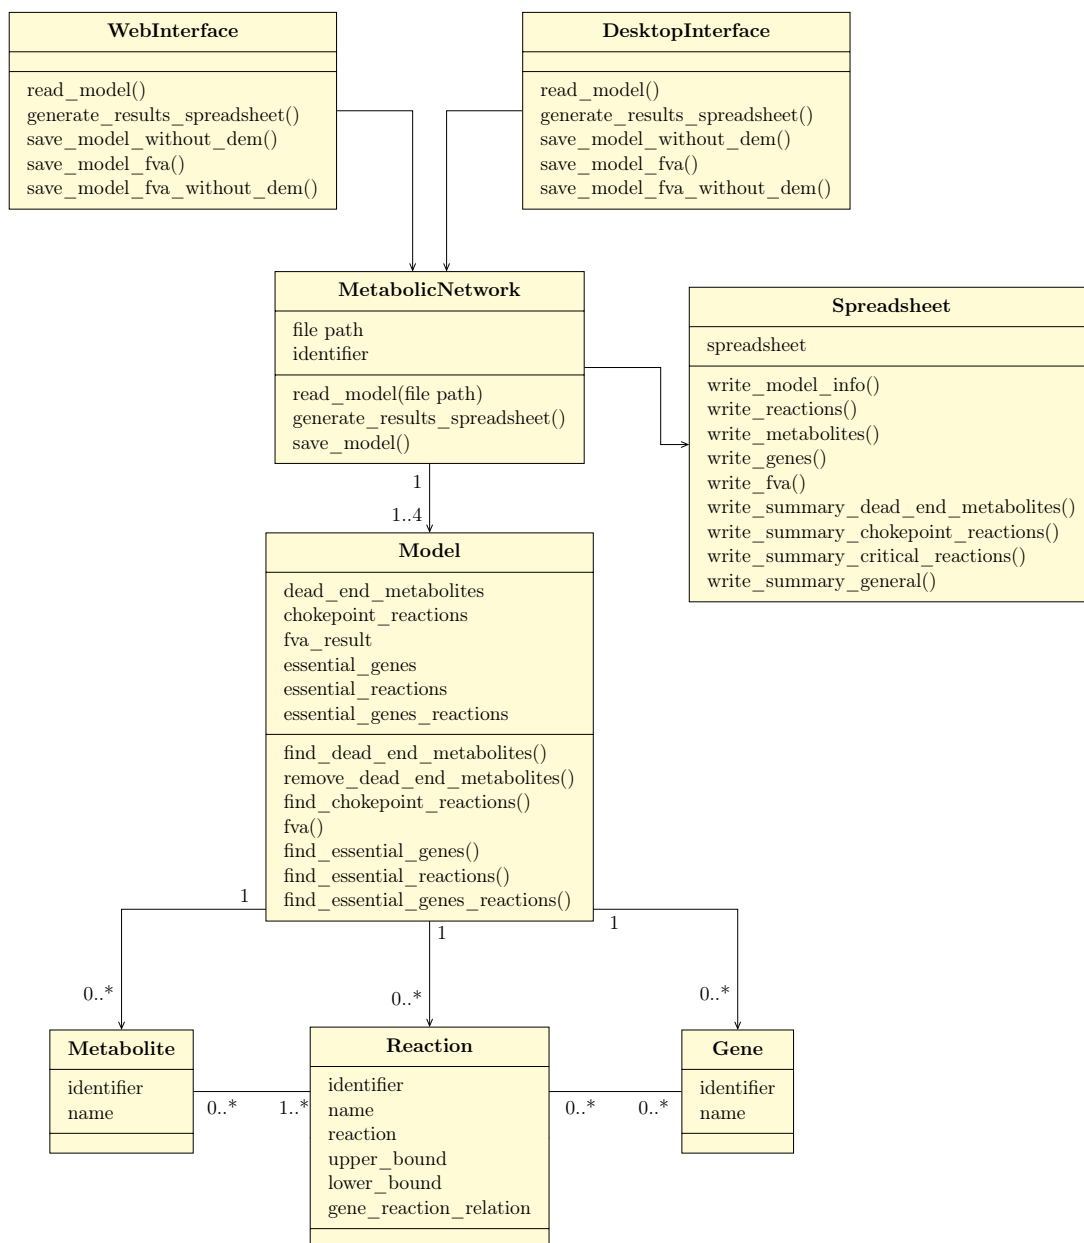 WebInterface
read_model()
generate_results_spreadsheet()
save_model_without_dem()
save_model_fva()
save_model_fva_without_dem()
DesktopInterface
read_model()
generate_results_spreadsheet()
save_model_without_dem()
save_model_fva()
save_model_fva_without_dem()
MetabolicNetwork
file path
identifier
read_model(file path)
generate_results_spreadsheet()
save_model()
Spreadsheet
spreadsheet
write_model_info()
write_reactions()
write_metabolites()
write_genes()
write_fva()
write_summary_dead_end_metabolites()
write_summary_chokepoint_reactions()
write_summary_critical_reactions()
write_summary_general()
1
1..4
Model
dead_end_metabolites
chokepoint_reactions
fva_result
essential_genes
essential_reactions
essential_genes_reactions
find_dead_end_metabolites()
remove_dead_end_metabolites()
find_chokepoint_reactions()
fva()
find_essential_genes()
find_essential_reactions()
find_essential_genes_reactions()
1
1
1
0..*
0..*
0..*
Metabolite
identifier
name
0..*
1..*
Reaction
identifier
name
reaction
upper_bound
lower_bound
gene_reaction_relation
0..*
0..*
Gene
identifier
name